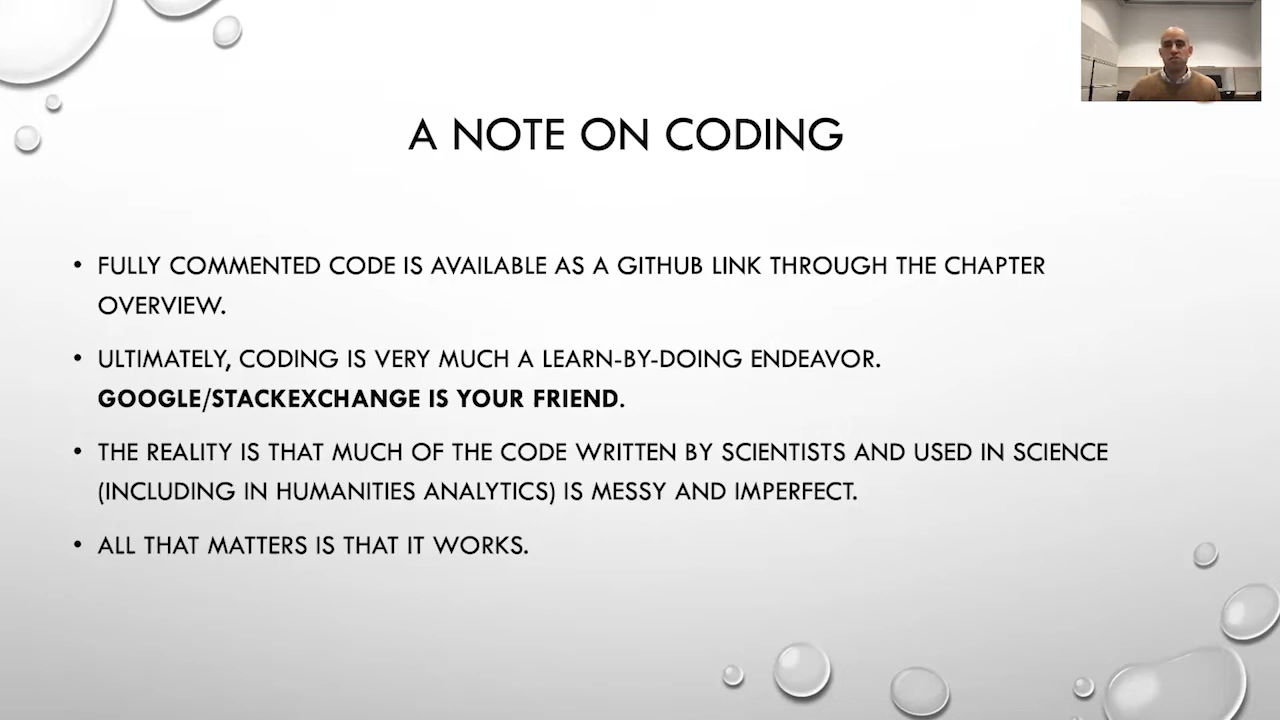 A NOTE ON CODING
• FULLY COMMENTED CODE IS AVAILABLE AS A GITHUB LINK THROUGH THE CHAPTER
OVERVIEW.
• ULTIMATELY, CODING IS VERY MUCH A LEARN-BY-DOING ENDEAVOR.
GOOGLE/STACKEXCHANGE IS YOUR FRIEND.
• THE REALITY IS THAT MUCH OF THE CODE WRITTEN BY SCIENTISTS AND USED IN SCIENCE
(INCLUDING IN HUMANITIES ANALYTICS) IS MESSY AND IMPERFECT.
• ALL THAT MATTERS IS THAT IT WORKS.